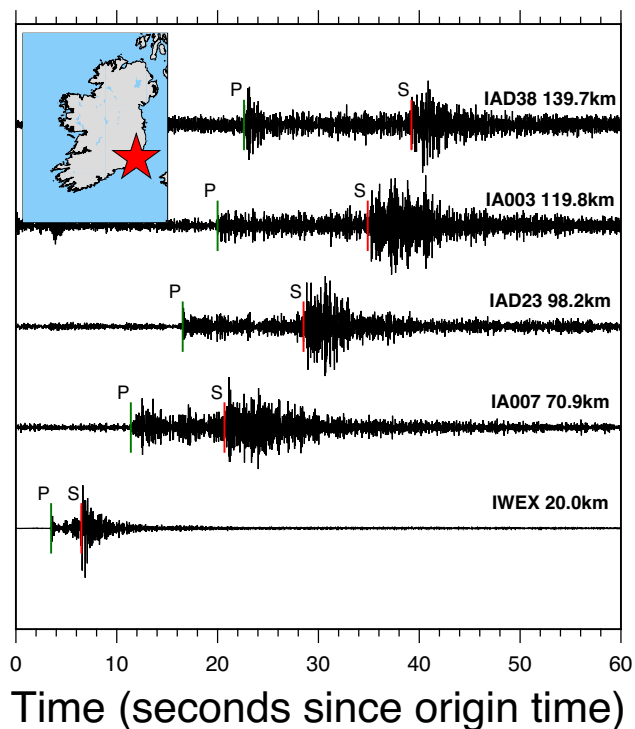 P S IAD38 139.7km
P S IA003 119.8km
P S IAD23 98.2km
P S IA007 70.9km
P S IWEX 20.0km
0 10 20 30 40 50 60
Time (seconds since origin time)